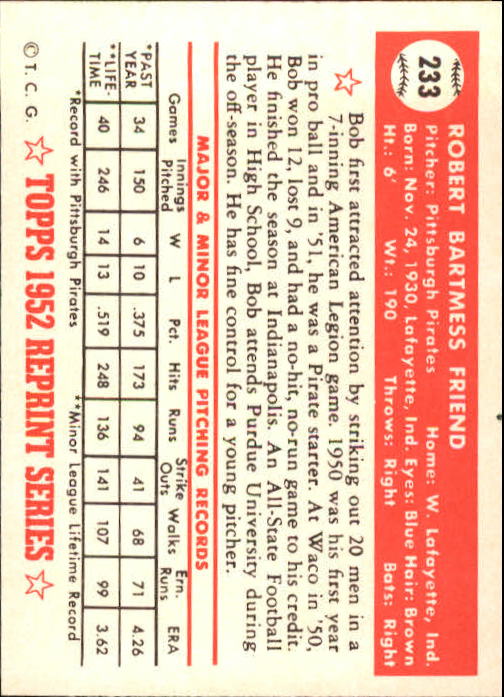 233
ROBERT BARTMESS FRIEND
Pitcher: Pittsburgh Pirates Home: W. Lafayette, Ind.
Born: Nov. 24, 1930, Lafayette, Ind. Eyes: Blue Hair: Brown
Ht.: 6' Wt.: 190 Throws: Right Bats: Right
Bob first attracted attention by striking out 20 men in a
7-inning American Legion game. 1950 was his first year
in pro ball and in '51, he was a Pirate starter. At Waco in '50,
Bob won 12, lost 9, and had a no-hit, no-run game to his credit.
He finished the season at Indianapolis. An All-State Football
player in High School, Bob attends Purdue University during
the off-season. He has fine control for a young pitcher.
MAJOR & MINOR LEAGUE PITCHING RECORDS
Games Innings Pitched W L Pct. Hits Runs Strike Outs Walks Ern. Runs ERA
*PAST YEAR 34 150 6 10 .375 173 94 41 68 71 4.26
**LIFE-TIME 40 246 14 13 .519 248 136 141 107 99 3.62
*Record with Pittsburgh Pirates **Minor League Lifetime Record
© T. C. G. TOPPS 1952 REPRINT SERIES